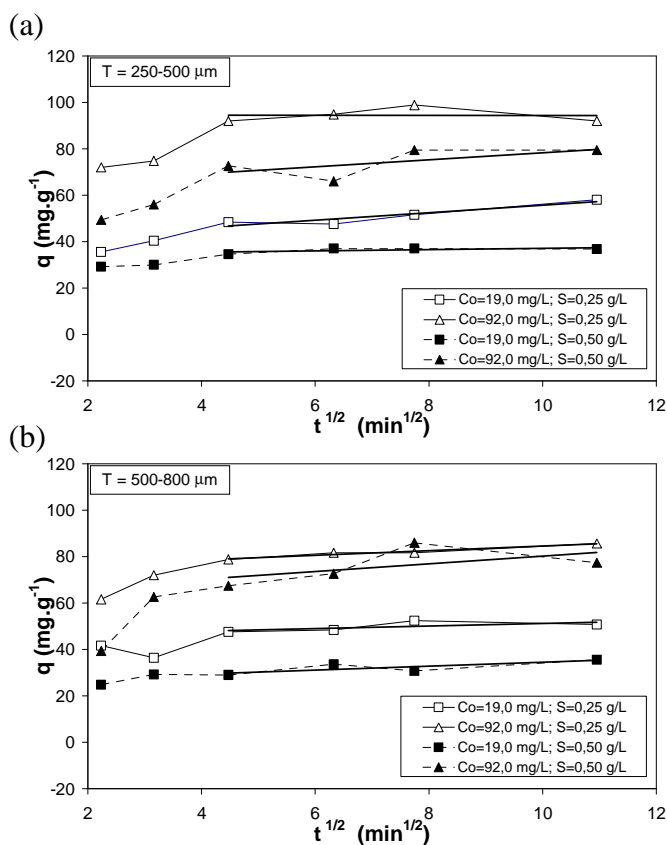 (a)
T = 250-500 μm
120
100
80
60
40
20
0
-20
q (mg.g-1)
Co=19,0 mg/L; S=0,25 g/L
Co=92,0 mg/L; S=0,25 g/L
Co=19,0 mg/L; S=0,50 g/L
Co=92,0 mg/L; S=0,50 g/L
2 4 6 8 10 12
t 1/2 (min1/2)
(b)
T = 500-800 μm
120
100
80
60
40
20
0
-20
q (mg.g-1)
Co=19,0 mg/L; S=0,25 g/L
Co=92,0 mg/L; S=0,25 g/L
Co=19,0 mg/L; S=0,50 g/L
Co=92,0 mg/L; S=0,50 g/L
2 4 6 8 10 12
t 1/2 (min1/2)